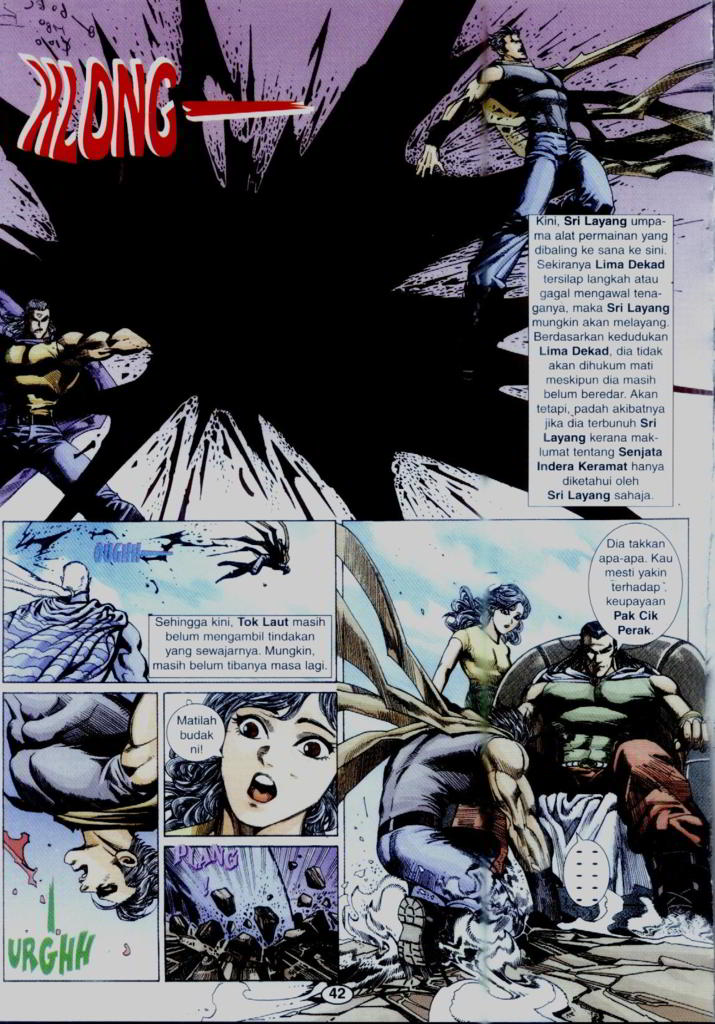 KLONG
Kini, Sri Layang umpa-
ma alat permainan yang
dibaling ke sana ke sini.
Sekiranya Lima Dekad
tersilap langkah atau
gagal mengawal tena-
ganya, maka Sri Layang
mungkin akan melayang.
Berdasarkan kedudukan
Lima Dekad, dia tidak
akan dihukum mati
meskipun dia masih
belum beredar. Akan
tetapi, padah akibatnya
jika dia terbunuh Sri
Layang kerana mak-
lumat tentang Senjata
Indera Keramat hanya
diketahui oleh
Sri Layang sahaja.
OUGHH
Sehingga kini, Tok Laut masih
belum mengambil tindakan
yang sewajarnya. Mungkin,
masih belum tibanya masa lagi.
Dia takkan
apa-apa. Kau
mesti yakin
terhadap
keupayaan
Pak Cik
Perak.
URGHH
Matilah
budak
ni!
PLANG
42